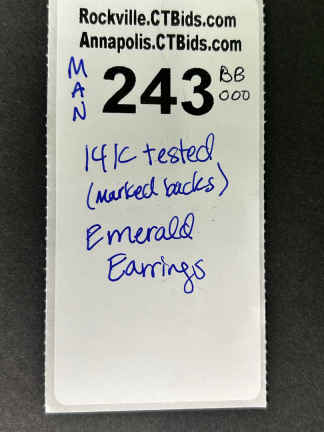 Rockville.CTBids.com
Annapolis.CTBids.com
MAN 243 BB 000
14K tested
(marked backs)
Emerald
Earrings